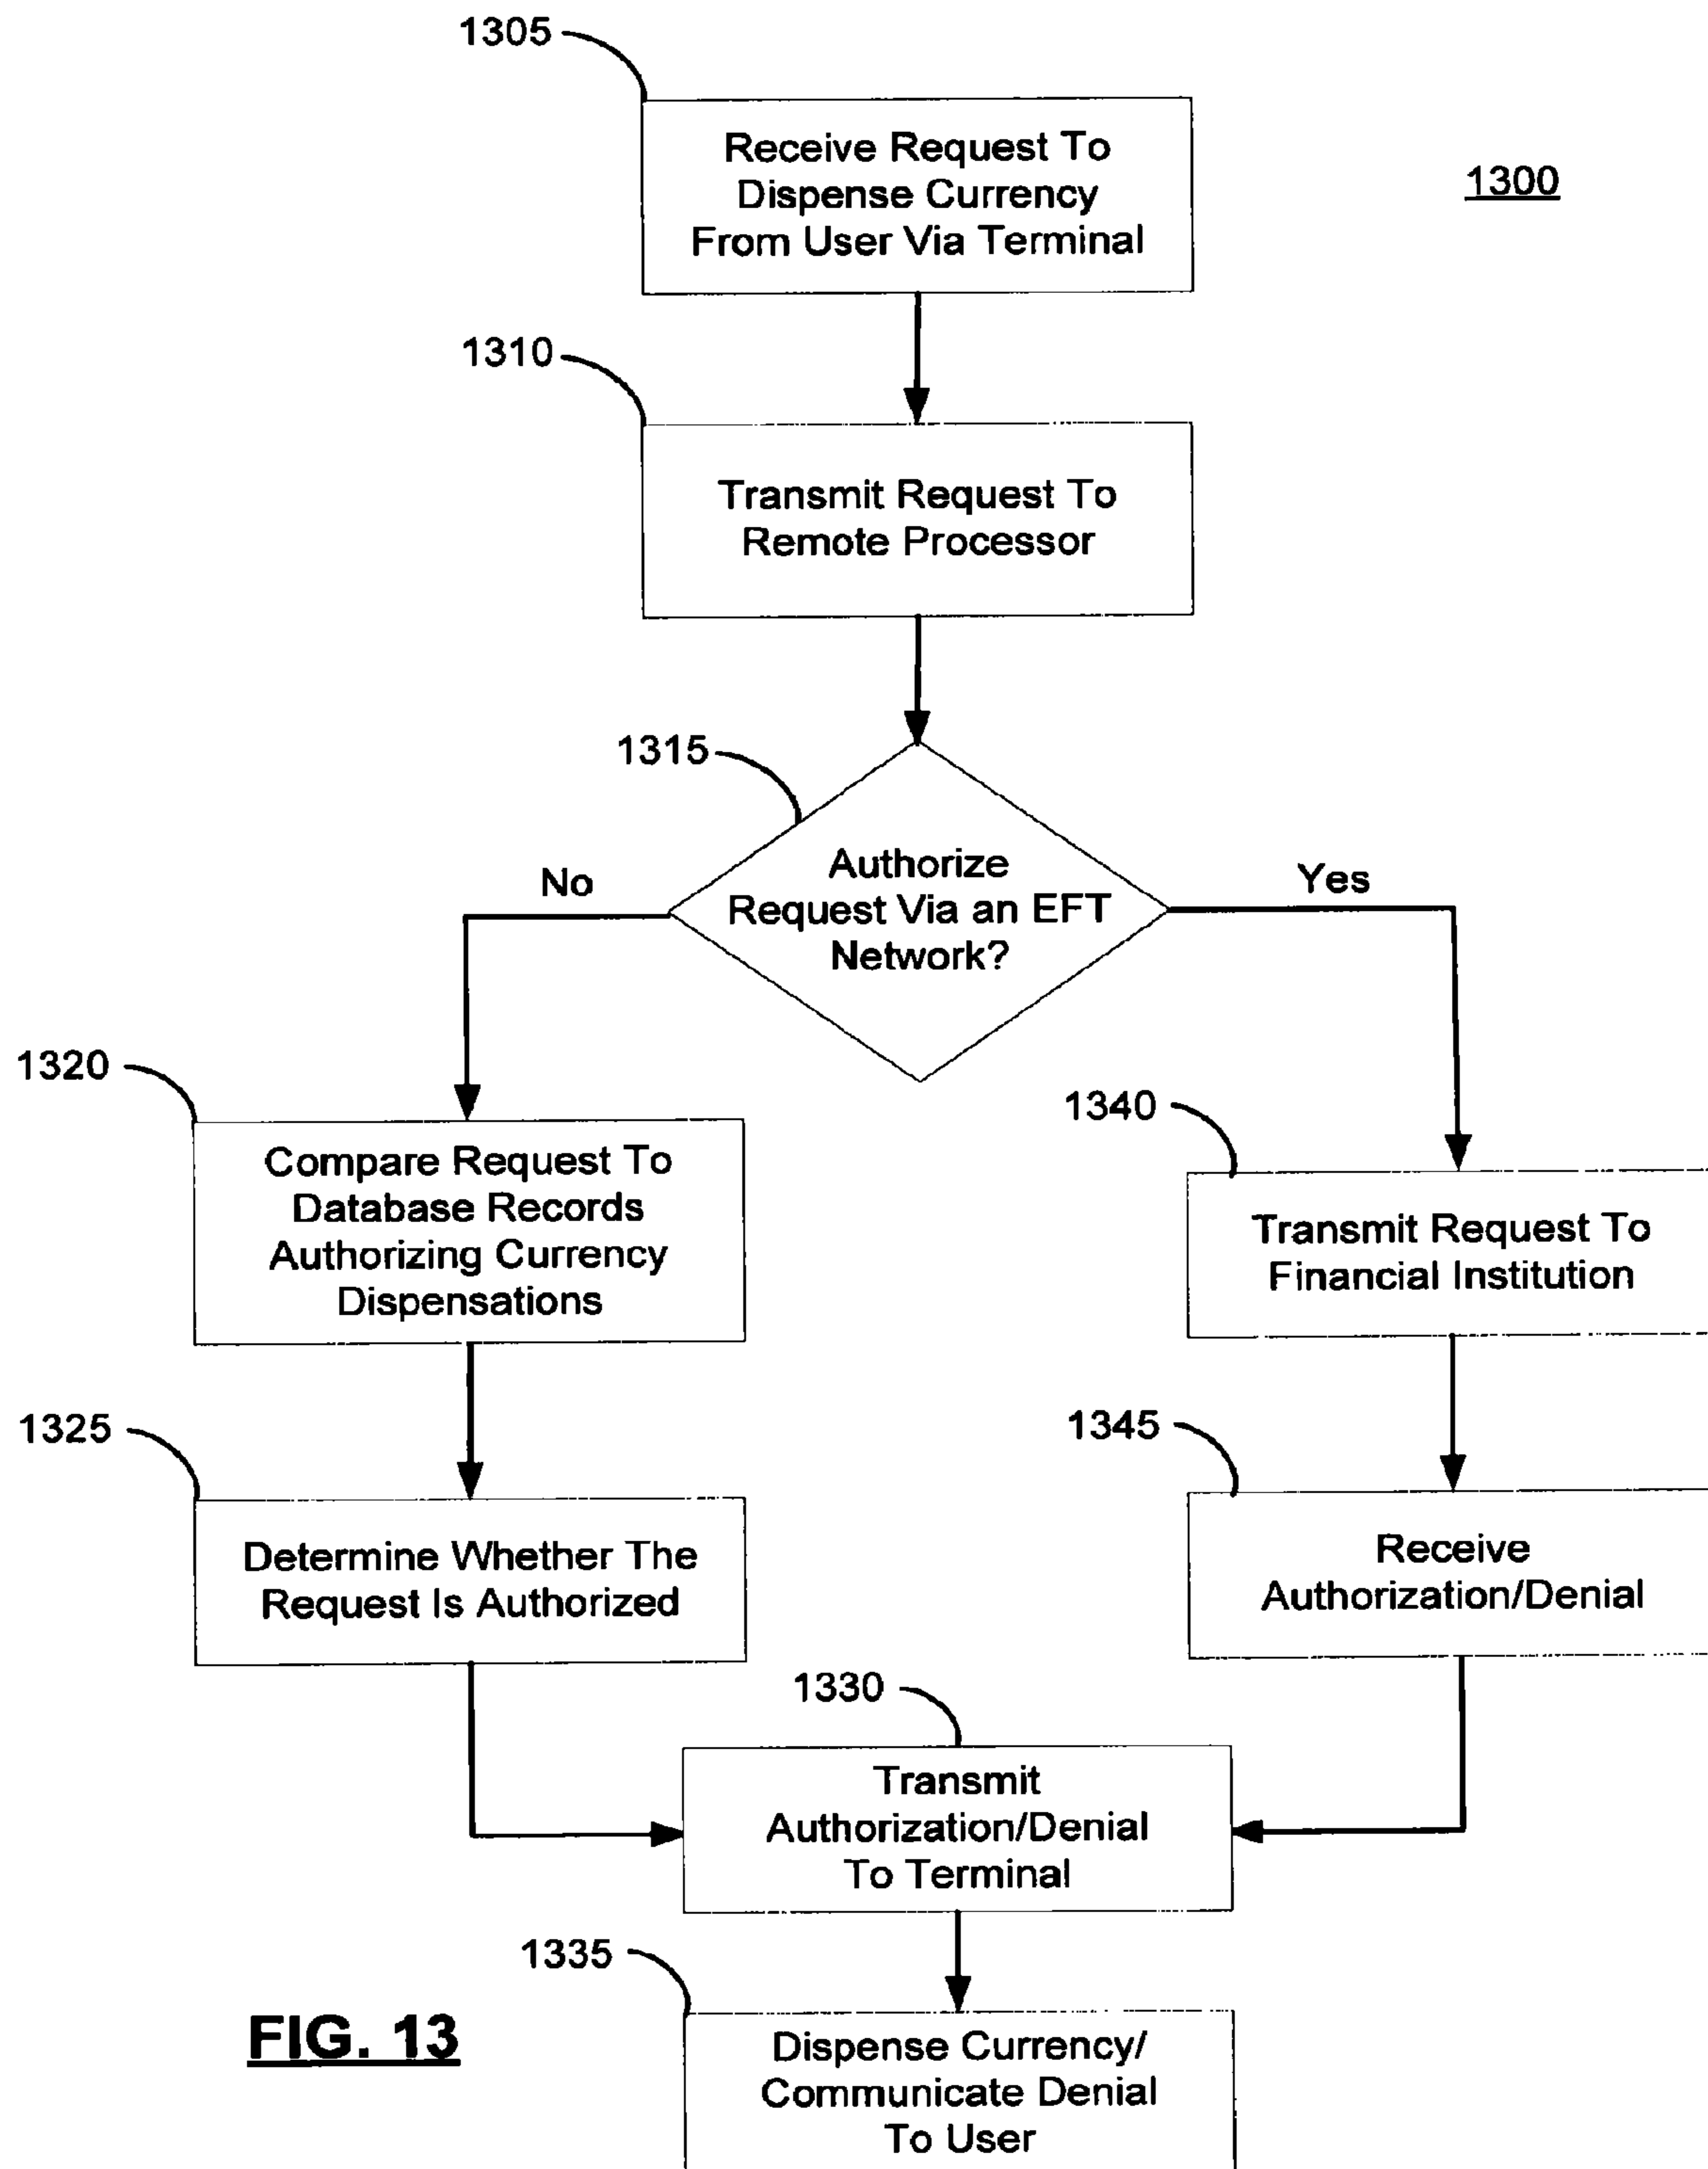 1305
Receive Request To
Dispense Currency
From User Via Terminal
1300
1310
Transmit Request To
Remote Processor
1315
Authorize
Request Via an EFT
Network?
No
Yes
1320
Compare Request To
Database Records
Authorizing Currency
Dispensations
1340
Transmit Request To
Financial Institution
1325
Determine Whether The
Request Is Authorized
1345
Receive
Authorization/Denial
1330
Transmit
Authorization/Denial
To Terminal
1335
Dispense Currency/
Communicate Denial
To User
FIG. 13